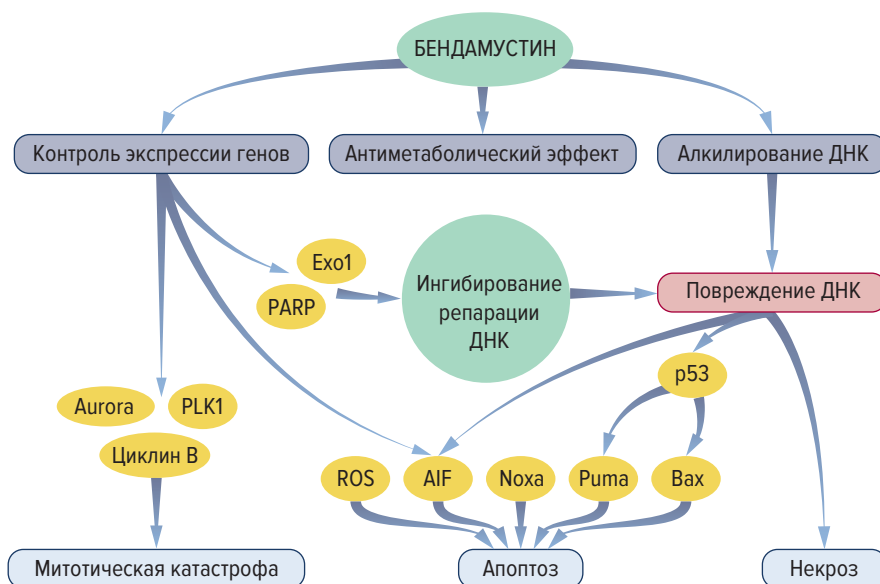 БЕНДАМУСТИН
Контроль экспрессии генов
Антиметаболический эффект
Алкилирование ДНК
Exo1
PARP
Ингибирование
репарации
ДНК
Повреждение ДНК
p53
Aurora
PLK1
Циклин B
ROS
AIF
Noxa
Puma
Bax
Митотическая катастрофа
Апоптоз
Некроз